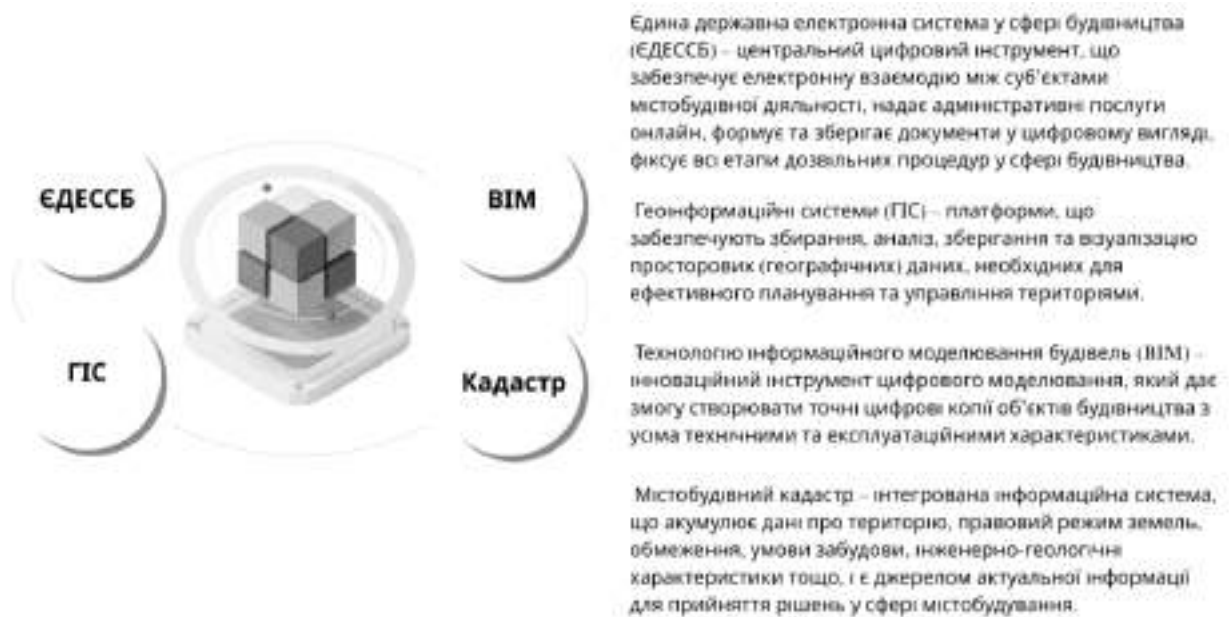 ЄДЕССБ
BIM
ГІС
Кадастр
Єдина державна електронна система у сфері будівництва
(ЄДЕССБ) – центральний цифровий інструмент, що
забезпечує електронну взаємодію між суб'єктами
містобудівної діяльності, надає адміністративні послуги
онлайн, формує та зберігає документи у цифровому вигляді,
фіксує всі етапи дозвільних процедур у сфері будівництва.
Геоінформаційні системи (ГІС) – платформи, що
забезпечують збирання, аналіз, зберігання та візуалізацію
просторових (географічних) даних, необхідних для
ефективного планування та управління територіями.
Технологію інформаційного моделювання будівель (BIM) –
інноваційний інструмент цифрового моделювання, який дає
змогу створювати точні цифрові копії об'єктів будівництва з
усіма технічними та експлуатаційними характеристиками.
Містобудівний кадастр – інтегрована інформаційна система,
що акумулює дані про територію, правовий режим земель,
обмеження, умови забудови, інженерно-геологічні
характеристики тощо, і є джерелом актуальної інформації
для прийняття рішень у сфері містобудування.